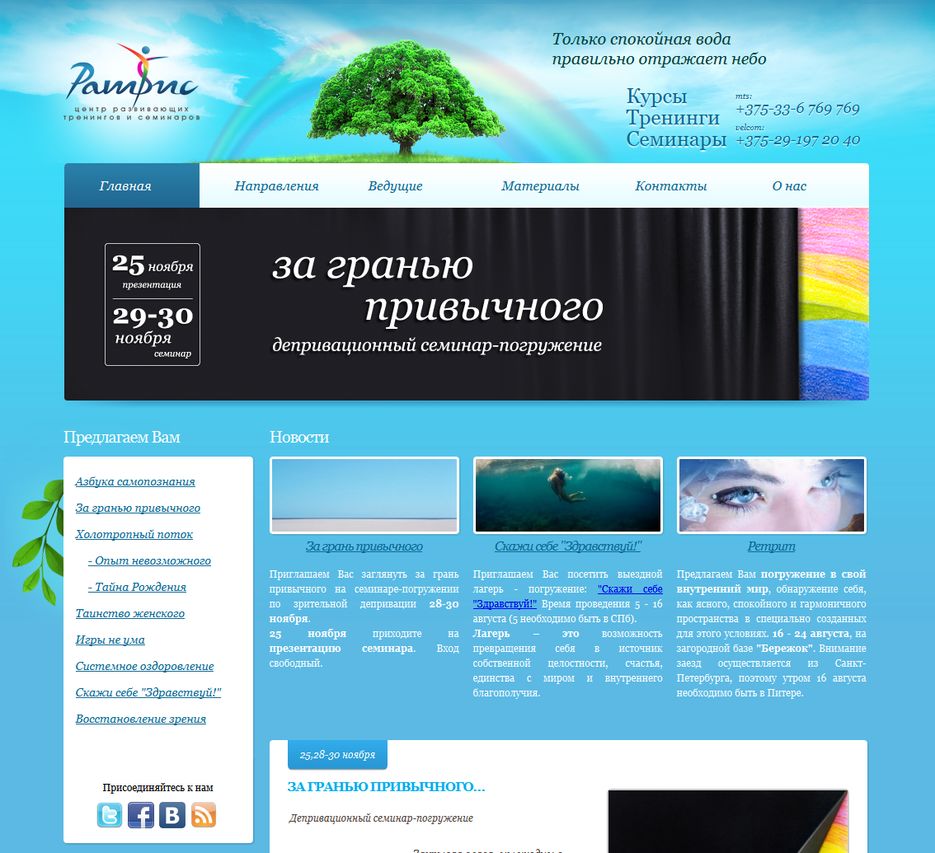 Ратрис
центр развивающих
тренингов и семинаров
Только спокойная вода
правильно отражает небо
Курсы
Тренинги
Семинары
mts:
+375-33-6 769 769
velcom:
+375-29-197 20 40
Главная
Направления
Ведущие
Материалы
Контакты
О нас
25 ноября
презентация
29-30
ноября
семинар
за гранью
привычного
депривационный семинар-погружение
Предлагаем Вам
Азбука самопознания
За гранью привычного
Холотропный поток
- Опыт невозможного
- Тайна Рождения
Таинство женского
Игры не ума
Системное оздоровление
Скажи себе "Здравствуй!"
Восстановление зрения
Присоединяйтесь к нам
Новости
За грань привычного
Приглашаем Вас заглянуть за грань
привычного на семинаре-погружении
по зрительной депривации 28-30
ноября.
25 ноября приходите на
презентацию семинара. Вход
свободный.
Скажи себе "Здравствуй!"
Приглашаем Вас посетить выездной
лагерь - погружение: "Скажи себе
"Здравствуй!" Время проведения 5 - 16
августа (5 необходимо быть в СПб).
Лагерь – это возможность
превращения себя в источник
собственной целостности, счастья,
единства с миром и внутреннего
благополучия.
Ретрит
Предлагаем Вам погружение в свой
внутренний мир, обнаружение себя,
как ясного, спокойного и гармоничного
пространства в специально созданных
для этого условиях. 16 - 24 августа, на
загородной базе "Бережок". Внимание
заезд осуществляется из Санкт-
Петербурга, поэтому утром 16 августа
необходимо быть в Питере.
25,28-30 ноября
ЗА ГРАНЬЮ ПРИВЫЧНОГО...
Депривационный семинар-погружение